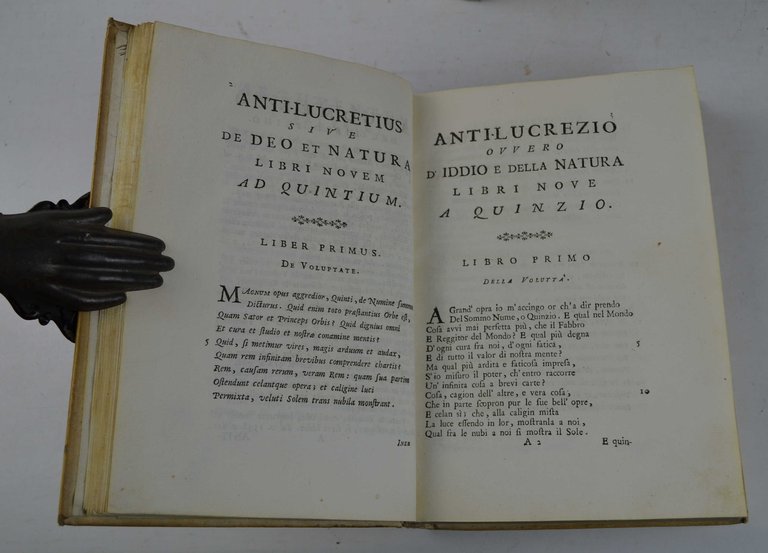 2
ANTI-LUCRETIUS
SIVE
DE DEO ET NATURA
LIBRI NOVEM
AD QUINTIUM.
LIBER PRIMUS.
DE VOLUPTATE.
MAGNUM opus aggredior, Quinti, de Numine summo
Dicturus. Quid enim toto præstantius Orbe est,
Quam Sator et Princeps Orbis? Quid dignius omni
Et cura et studio et nostræ conamine mentis?
5 Quid, si metimur vires, magis arduum et audax,
Quam rem infinitam brevibus comprendere chartis?
Rem, causam rerum, veram Rem: quam sua partim
Ostendunt celantque opera; et caligine luci
Permixta, veluti Solem trans nubila monstrant.
ANTI-LUCREZIO
OVVERO
D'IDDIO E DELLA NATURA
LIBRI NOVE
A QUINZIO.
LIBRO PRIMO
DELLA VOLUTTA'.
A Grand' opra io m'accingo or ch'a dir prendo
Del Sommo Nume, o Quinzio. E qual nel Mondo
Cosa avvi mai perfetta più, che il Fabbro
E Reggitor del Mondo? E qual più degna
D'ogni cura fra noi, d'ogni fatica, 5
E di tutto il valor di nostra mente?
Ma qual più ardita e faticosa impresa,
S'io misuro il poter, ch'entro raccorre
Un' infinita cosa a brevi carte?
Cosa, cagion dell' altre, e vera cosa, 10
Che in parte scopron pur le sue bell' opre,
E celan sì; che, alla caligin mista
La luce essendo in lor, mostranla a noi,
Qual fra le nubi a noi si mostra il Sole.
A 2 E quin-